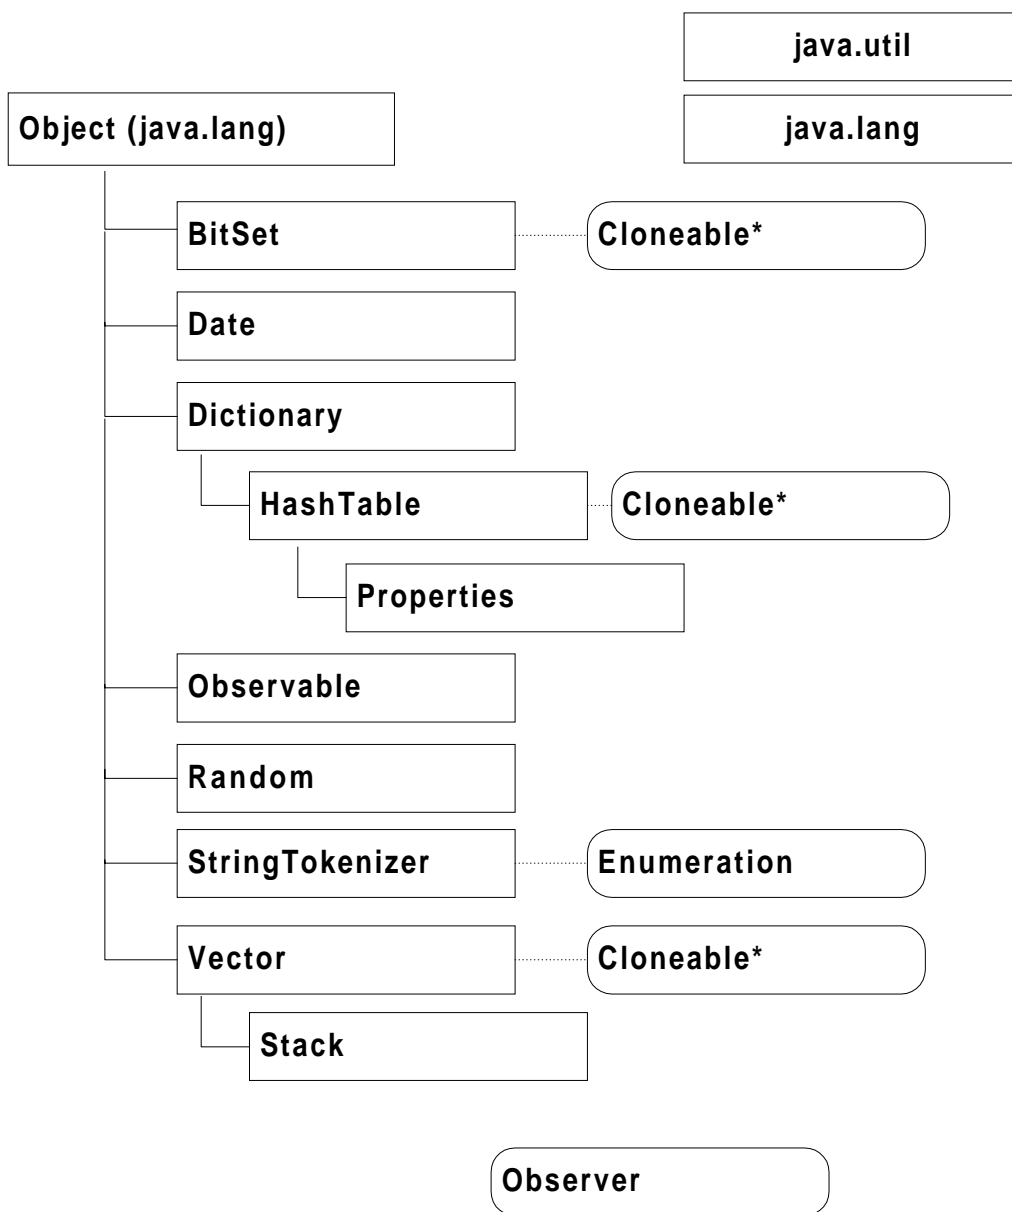 java.util
java.lang
Object (java.lang)
BitSet
Cloneable*
Date
Dictionary
HashTable
Cloneable*
Properties
Observable
Random
StringTokenizer
Enumeration
Vector
Cloneable*
Stack
Observer